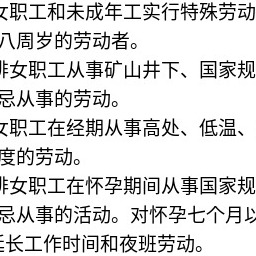 女职工和未成年工实行特殊劳动
八周岁的劳动者。
排女职工从事矿山井下、国家规
忌从事的劳动。
女职工在经期从事高处、低温、
度的劳动。
排女职工在怀孕期间从事国家规
忌从事的活动。对怀孕七个月以
延长工作时间和夜班劳动。